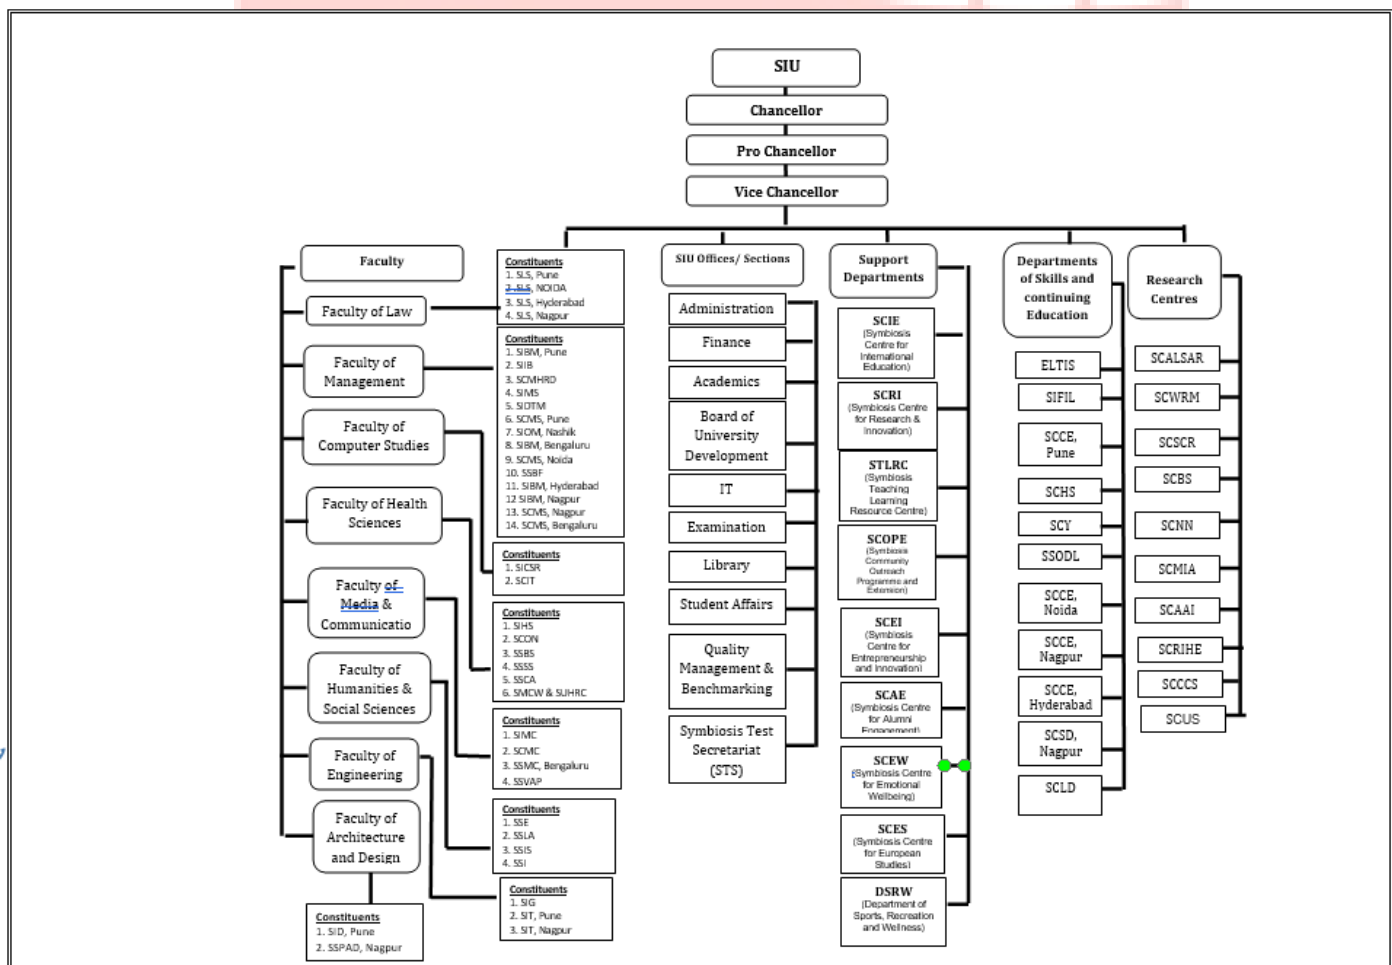 SIU
Chancellor
Pro Chancellor
Vice Chancellor
Faculty
Faculty of Law
Faculty of
Management
Faculty of
Computer Studies
Faculty of Health
Sciences
Faculty of
Media &
Communicatio
Faculty of
Humanities &
Social Sciences
Faculty of
Engineering
Faculty of
Architecture
and Design
Constituents
1. SID, Pune
2. SSPAD, Nagpur
Constituents
1. SLS, Pune
2. SLS, NOIDA
3. SLS, Hyderabad
4. SLS, Nagpur
Constituents
1. SIBM, Pune
2. SIIB
3. SCMHRD
4. SIMS
5. SIDTM
6. SCMS, Pune
7. SIOM, Nashik
8. SIBM, Bengaluru
9. SCMS, Noida
10. SSBF
11. SIBM, Hyderabad
12 SIBM, Nagpur
13. SCMS, Nagpur
14. SCMS, Bengaluru
Constituents
1. SICSR
2. SCIT
Constituents
1. SIHS
2. SCON
3. SSBS
4. SSSS
5. SSCA
6. SMCW & SUHRC
Constituents
1. SIMC
2. SCMC
3. SSMC, Bengaluru
4. SSVAP
Constituents
1. SSE
2. SSLA
3. SSIS
4. SSI
Constituents
1. SIG
2. SIT, Pune
3. SIT, Nagpur
SIU Offices/ Sections
Administration
Finance
Academics
Board of
University
Development
IT
Examination
Library
Student Affairs
Quality
Management &
Benchmarking
Symbiosis Test
Secretariat
(STS)
Support
Departments
SCIE
(Symbiosis
Centre for
International
Education)
SCRI
(Symbiosis Centre
for Research &
Innovation)
STLRC
(Symbiosis
Teaching
Learning
Resource Centre)
SCOPE
(Symbiosis
Community
Outreach
Programme and
Extension)
SCEI
(Symbiosis
Centre for
Entrepreneurship
and Innovation)
SCAE
(Symbiosis Centre
for Alumni
Engagement)
SCEW
(Symbiosis Centre
for Emotional
Wellbeing)
SCES
(Symbiosis Centre
for European
Studies)
DSRW
(Department of
Sports, Recreation
and Wellness)
Departments
of Skills and
continuing
Education
ELTIS
SIFIL
SCCE,
Pune
SCHS
SCY
SSODL
SCCE,
Noida
SCCE,
Nagpur
SCCE,
Hyderabad
SCSD,
Nagpur
SCLD
Research
Centres
SCALSAR
SCWRM
SCSCR
SCBS
SCNN
SCMIA
SCAAI
SCRIHE
SCCCS
SCUS